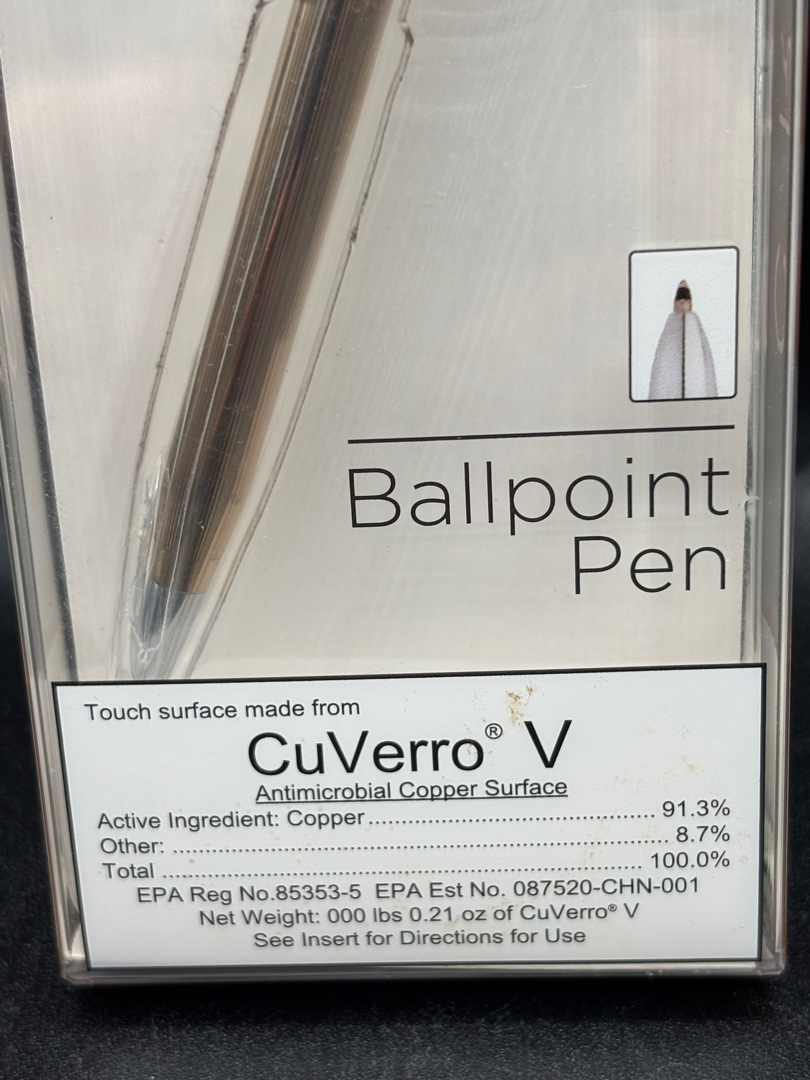 Ballpoint
Pen
Touch surface made from
CuVerro® V
Antimicrobial Copper Surface
Active Ingredient: Copper.......................................... 91.3%
Other: ........................................................................ 8.7%
Total ...................................................................... 100.0%
EPA Reg No.85353-5 EPA Est No. 087520-CHN-001
Net Weight: 000 lbs 0.21 oz of CuVerro® V
See Insert for Directions for Use